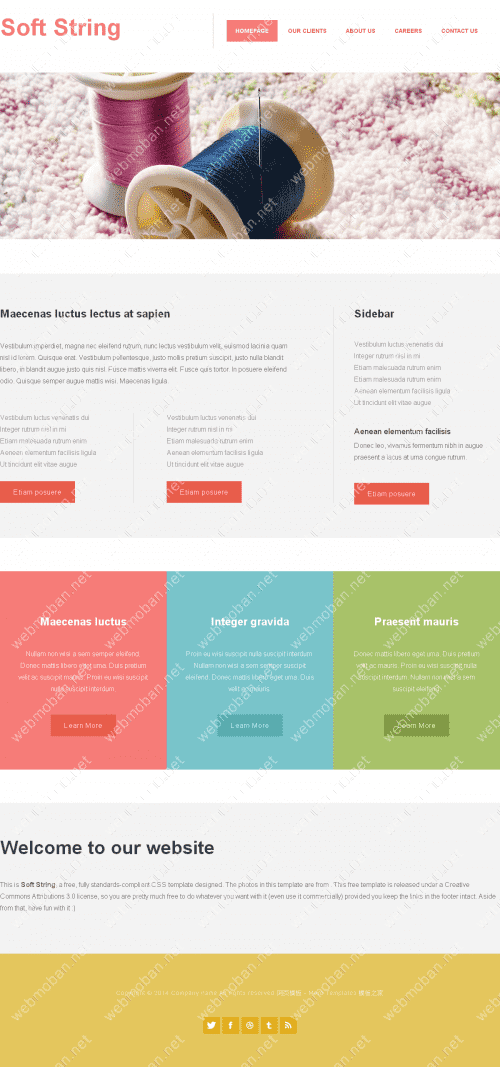 Soft String
HOMEPAGE
OUR CLIENTS
ABOUT US
CAREERS
CONTACT US
Maecenas luctus lectus at sapien
Vestibulum imperdiet, magna nec eleifend rutrum, nunc lectus vestibulum velit, euismod lacinia quam
nisl id lorem. Quisque erat. Vestibulum pellentesque, justo mollis pretium suscipit, justo nulla blandit
libero, in blandit augue justo quis nisl. Fusce mattis viverra elit. Fusce quis tortor. In posuere eleifend
odio. Quisque semper augue mattis wisi. Maecenas ligula.
Vestibulum luctus venenatis dui
Integer rutrum nisl in mi
Etiam malesuada rutrum enim
Aenean elementum facilisis ligula
Ut tincidunt elit vitae augue
Etiam posuere
Vestibulum luctus venenatis dui
Integer rutrum nisl in mi
Etiam malesuada rutrum enim
Aenean elementum facilisis ligula
Ut tincidunt elit vitae augue
Etiam posuere
Sidebar
Vestibulum luctus venenatis dui
Integer rutrum nisl in mi
Etiam malesuada rutrum enim
Etiam malesuada rutrum enim
Aenean elementum facilisis ligula
Ut tincidunt elit vitae augue
Aenean elementum facilisis
Donec leo, vivamus fermentum nibh in augue
praesent a lacus at urna congue rutrum.
Etiam posuere
Maecenas luctus
Nullam non wisi a sem semper eleifend.
Donec mattis libero eget urna. Duis pretium
velit ac suscipit mauris. Proin eu wisi suscipit
nulla suscipit interdum.
Learn More
Integer gravida
Proin eu wisi suscipit nulla suscipit interdum.
Nullam non wisi a sem semper suscipit
eleifend. Donec mattis libero eget urna. Duis
velit ac mauris.
Learn More
Praesent mauris
Donec mattis libero eget urna. Duis pretium
velit ac mauris. Proin eu wisi suscipit nulla
suscipit interdum. Nullam non wisi a sem
suscipit eleifend.
Learn More
Welcome to our website
This is Soft String, a free, fully standards-compliant CSS template designed. The photos in this template are from . This free template is released under a Creative
Commons Attributions 3.0 license, so you are pretty much free to do whatever you want with it (even use it commercially) provided you keep the links in the footer intact. Aside
from that, have fun with it :)
Copyright © 2014 Company name All rights reserved.网页模板 - More Templates 模板之家
webmoban.net